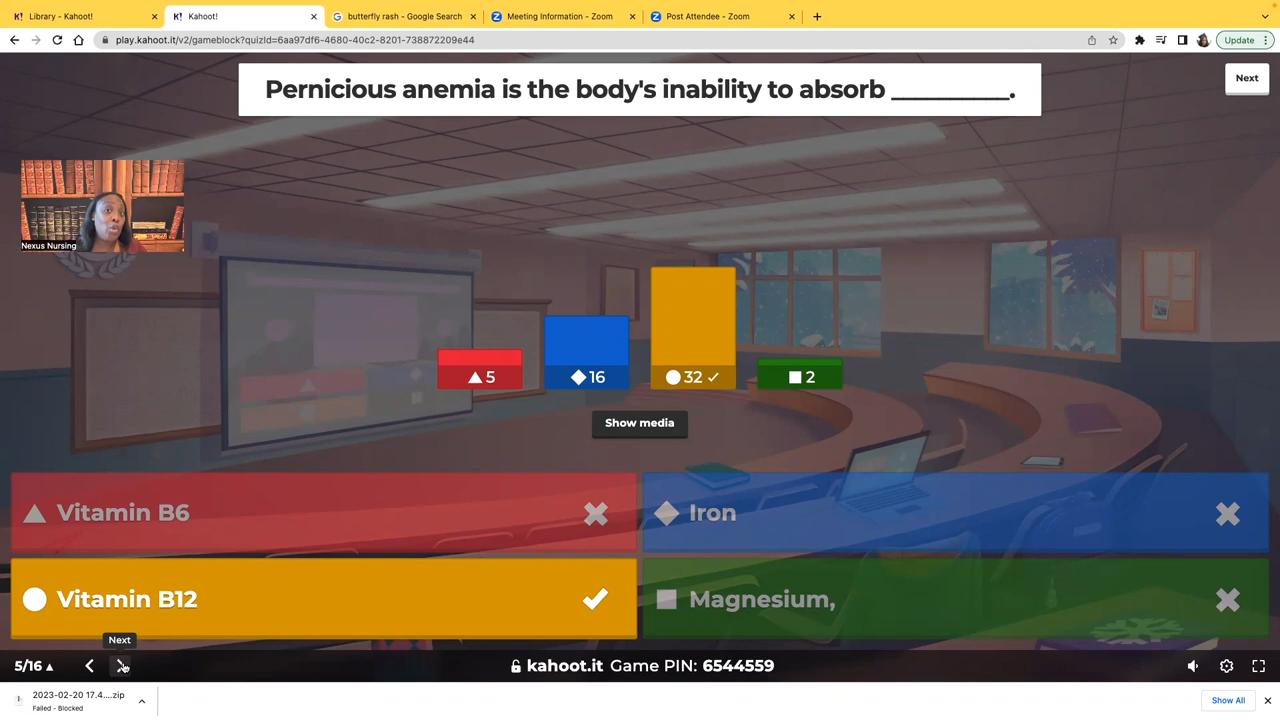 Library - Kahoot!
Kahoot!
butterfly rash - Google Search
Meeting Information - Zoom
Post Attendee - Zoom
play.kahoot.it/v2/gameblock?quizId=6aa97df6-4680-40c2-8201-738872209e44
Update
Pernicious anemia is the body's inability to absorb __________.
Next
Nexus Nursing
5
16
32
2
Show media
Vitamin B6
Iron
Vitamin B12
Magnesium,
Next
5/16
kahoot.it Game PIN: 6544559
2023-02-20 17.4....zip
Failed - Blocked
Show All